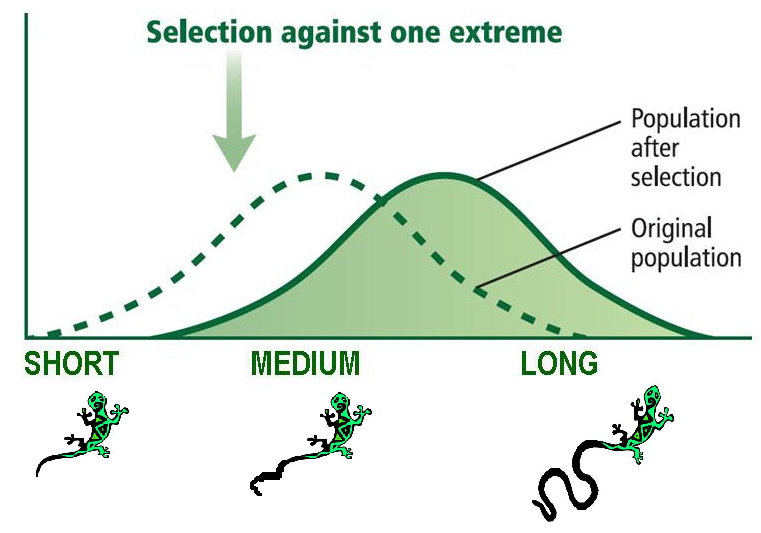 Selection against one extreme
Population
after
selection
Original
population
SHORT
MEDIUM
LONG